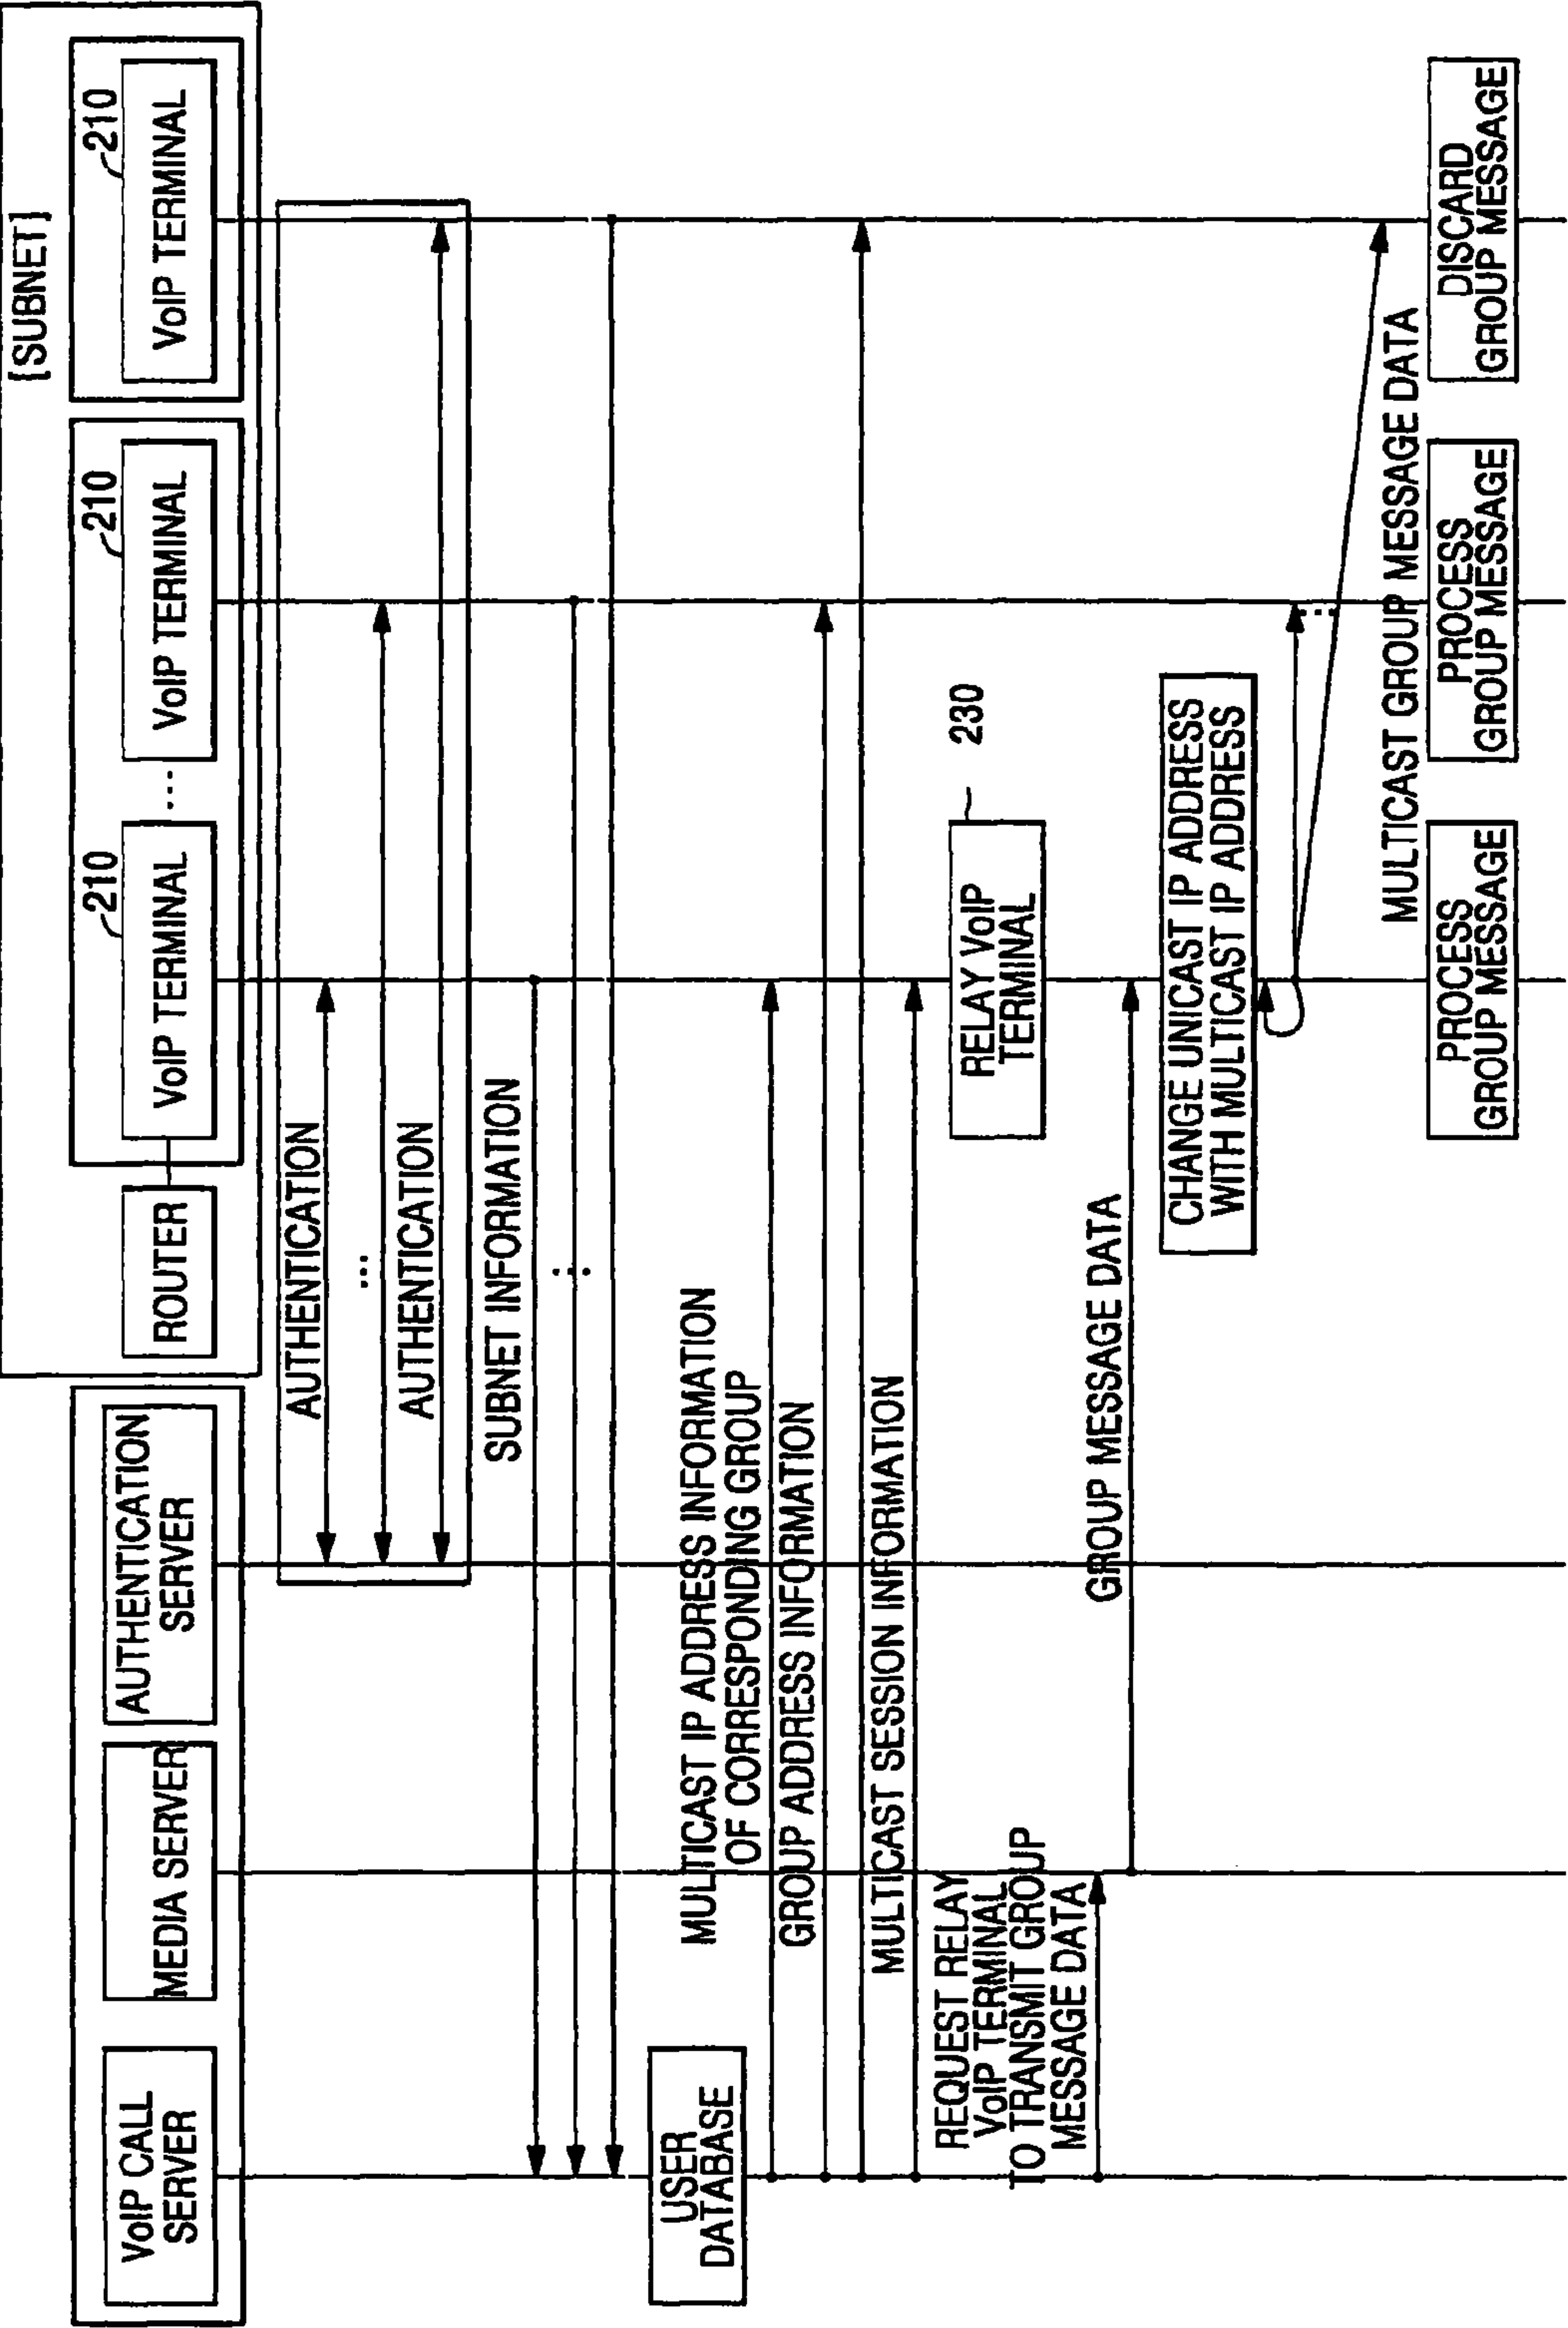 [SUBNET]
210
210
210
VoIP CALL
SERVER
MEDIA SERVER
AUTHENTICATION
SERVER
ROUTER
VoIP TERMINAL
...
VoIP TERMINAL
VoIP TERMINAL
AUTHENTICATION
...
AUTHENTICATION
SUBNET INFORMATION
...
USER
DATABASE
MULTICAST IP ADDRESS INFORMATION
OF CORRESPONDING GROUP
GROUP ADDRESS INFORMATION
MULTICAST SESSION INFORMATION
REQUEST RELAY
VoIP TERMINAL
TO TRANSMIT GROUP
MESSAGE DATA
RELAY VoIP
TERMINAL
230
GROUP MESSAGE DATA
CHANGE UNICAST IP ADDRESS
WITH MULTICAST IP ADDRESS
...
MULTICAST GROUP MESSAGE DATA
PROCESS
GROUP MESSAGE
PROCESS
GROUP MESSAGE
DISCARD
GROUP MESSAGE